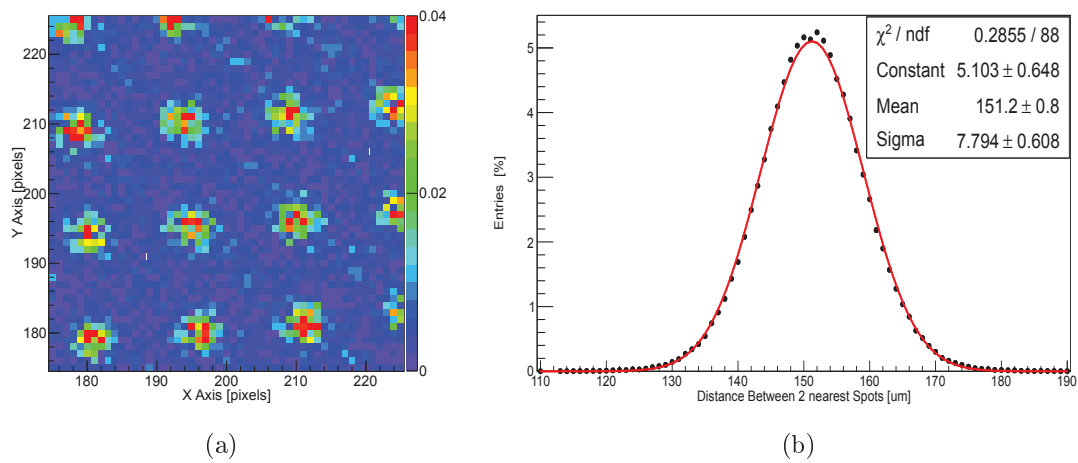 0.04
0.02
0
225
220
210
200
191
190
180
180
190
200
210
220
Y Axis [pixels]
X Axis [pixels]
(a)
χ² / ndf 0.2855 / 88
Constant 5.103 ± 0.648
Mean 151.2 ± 0.8
Sigma 7.794 ± 0.608
5
4
3
2
1
0
110 120 130 140 150 160 170 180 190
Entries [%]
Distance Between 2 nearest Spots [um]
(b)